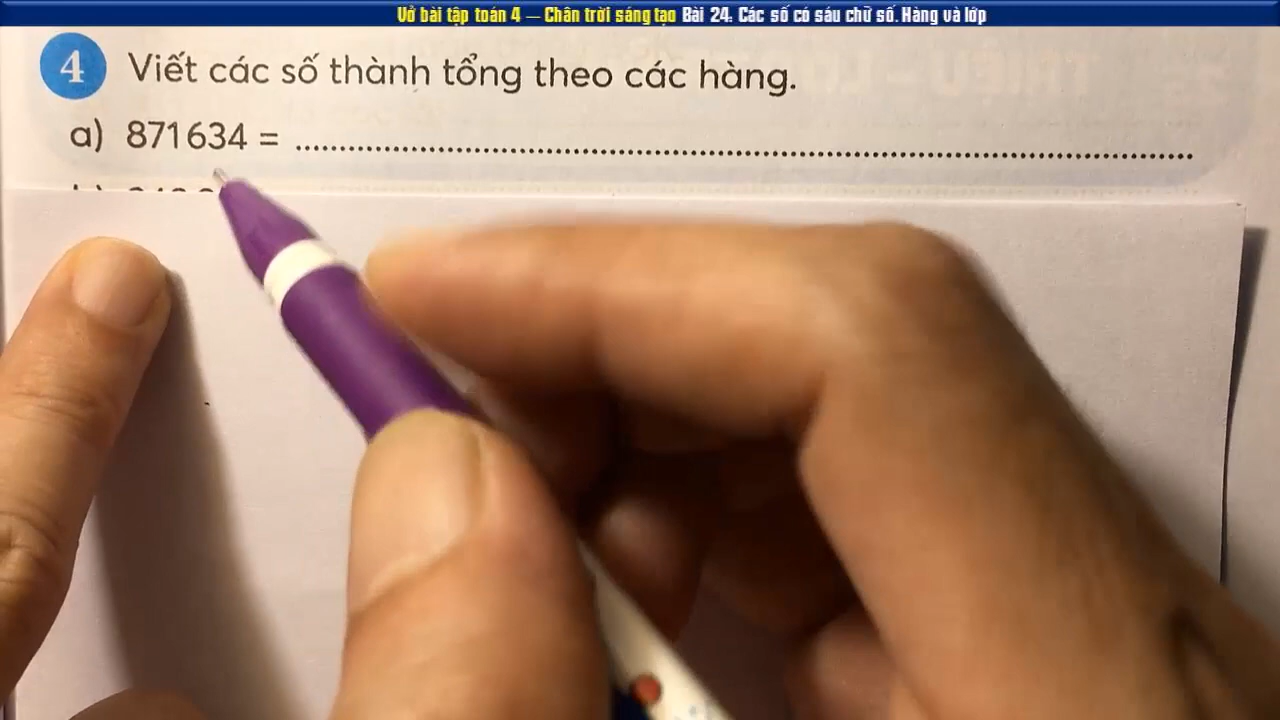 Vở bài tập toán 4 – Chân trời sáng tạo Bài 24. Các số có sáu chữ số. Hàng và lớp
4 Viết các số thành tổng theo các hàng.
a) 871634 = ........................................................................................................